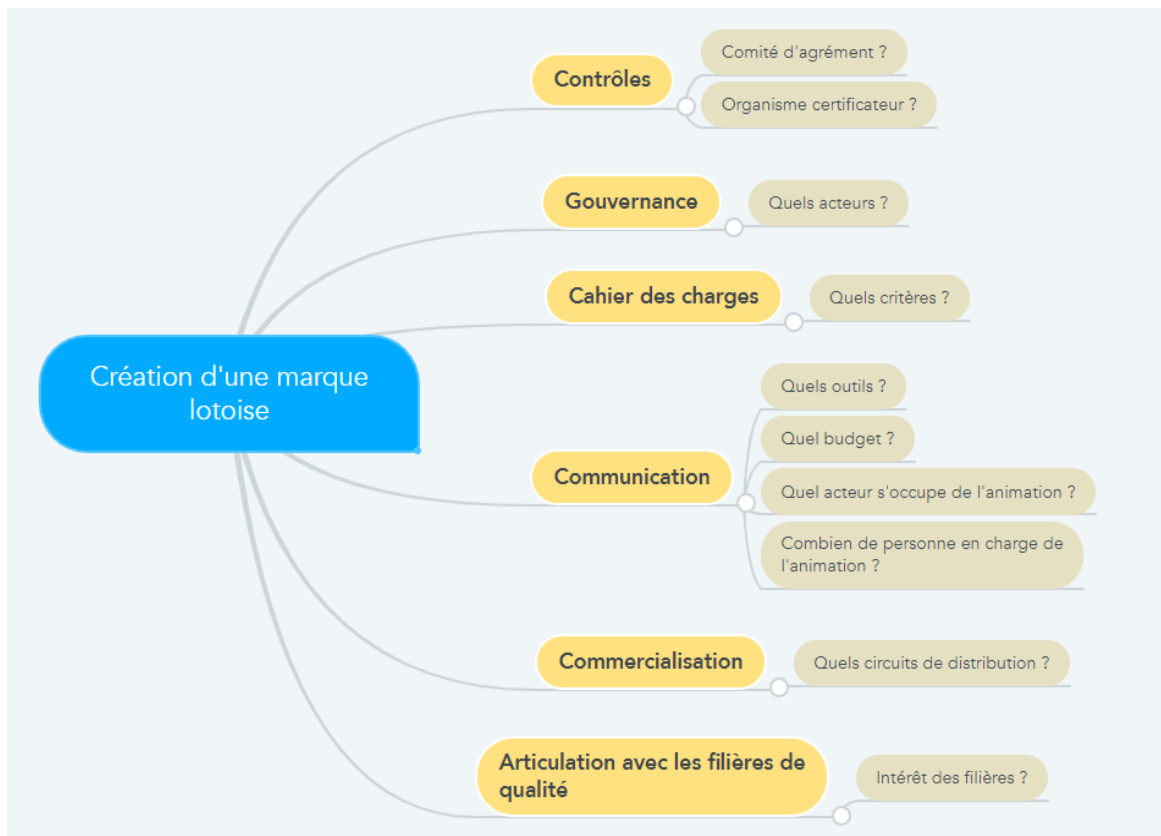 Création d'une marque
lotoise
Contrôles
Comité d'agrément ?
Organisme certificateur ?
Gouvernance
Quels acteurs ?
Cahier des charges
Quels critères ?
Communication
Quels outils ?
Quel budget ?
Quel acteur s'occupe de l'animation ?
Combien de personne en charge de
l'animation ?
Commercialisation
Quels circuits de distribution ?
Articulation avec les filières de
qualité
Intérêt des filières ?